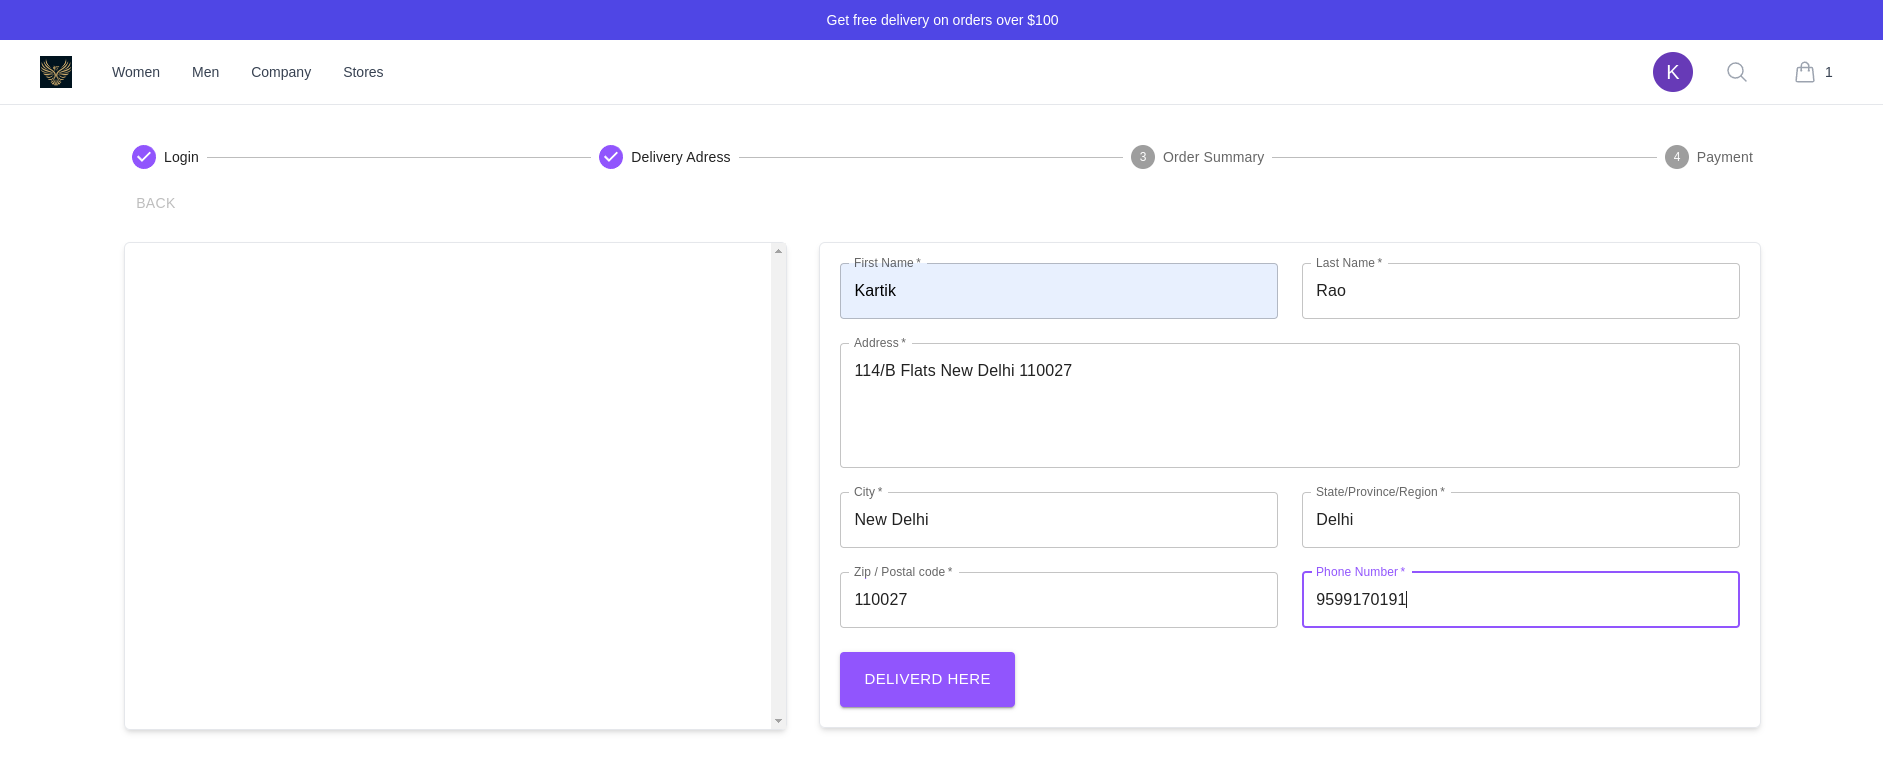 Get free delivery on orders over $100
Women Men Company Stores K 1
Login Delivery Adress 3 Order Summary 4 Payment
BACK
First Name * Last Name *
Kartik Rao
Address *
114/B Flats New Delhi 110027
City * State/Province/Region *
New Delhi Delhi
Zip / Postal code * Phone Number *
110027 9599170191
DELIVERD HERE